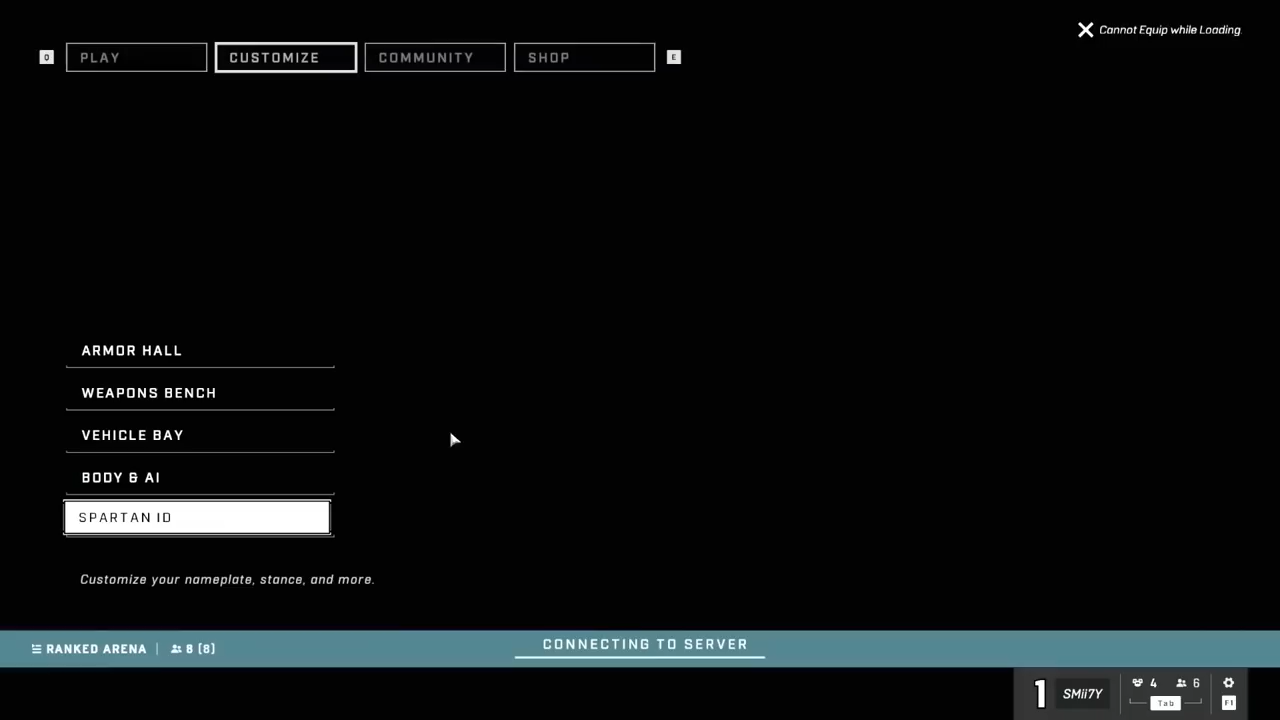 Cannot Equip while Loading
Q PLAY CUSTOMIZE COMMUNITY SHOP E
ARMOR HALL
WEAPONS BENCH
VEHICLE BAY
BODY & AI
SPARTAN ID
Customize your nameplate, stance, and more.
RANKED ARENA 8 [8] CONNECTING TO SERVER
1 SMii7Y 4 6
Tab F1